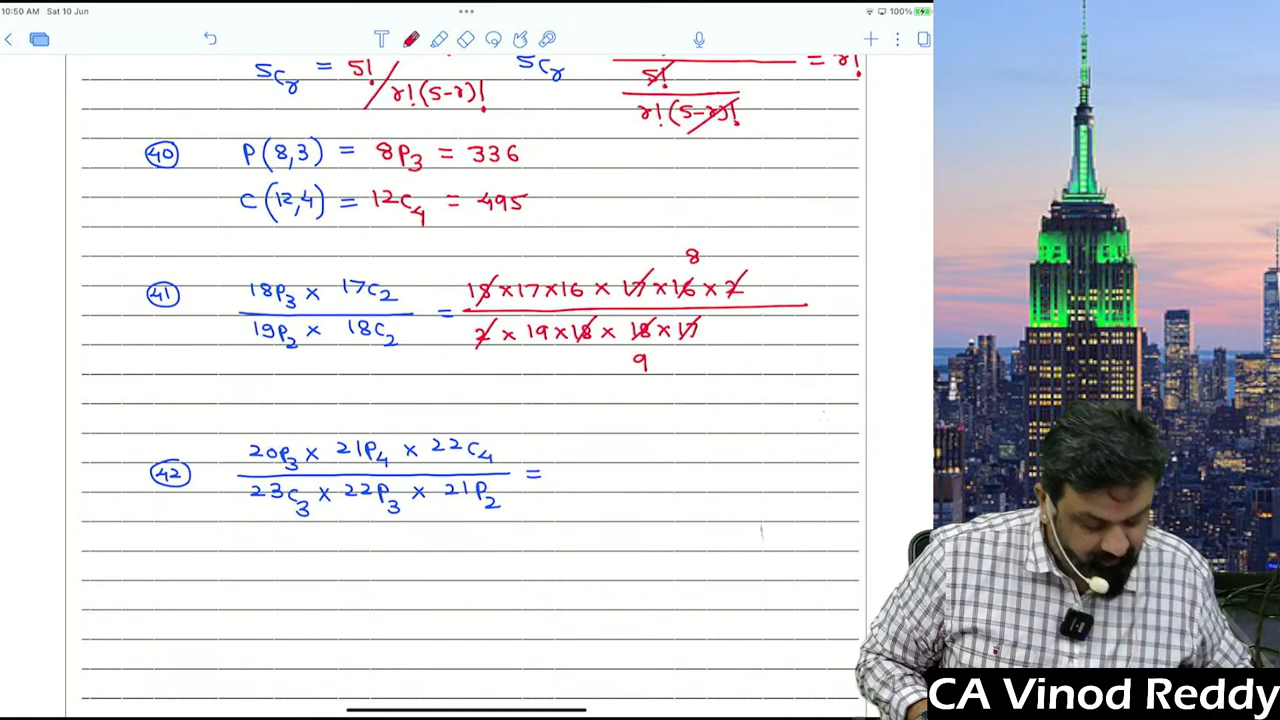 10:50 AM Sat 10 Jun
100%
T
5Cr = 5! / r!(5-r)! 5Cr 5! / r!(5-r)! = r!
40 P(8,3) = 8P3 = 336
C(12,4) = 12C4 = 495
8
41 18P3 × 17C2 = 18×17×16 × 17×16×2
19P2 × 18C2 2 × 19×18 × 18×17
9
42 20P3 × 21P4 × 22C4 =
23C3 × 22P3 × 21P2
CA Vinod Reddy